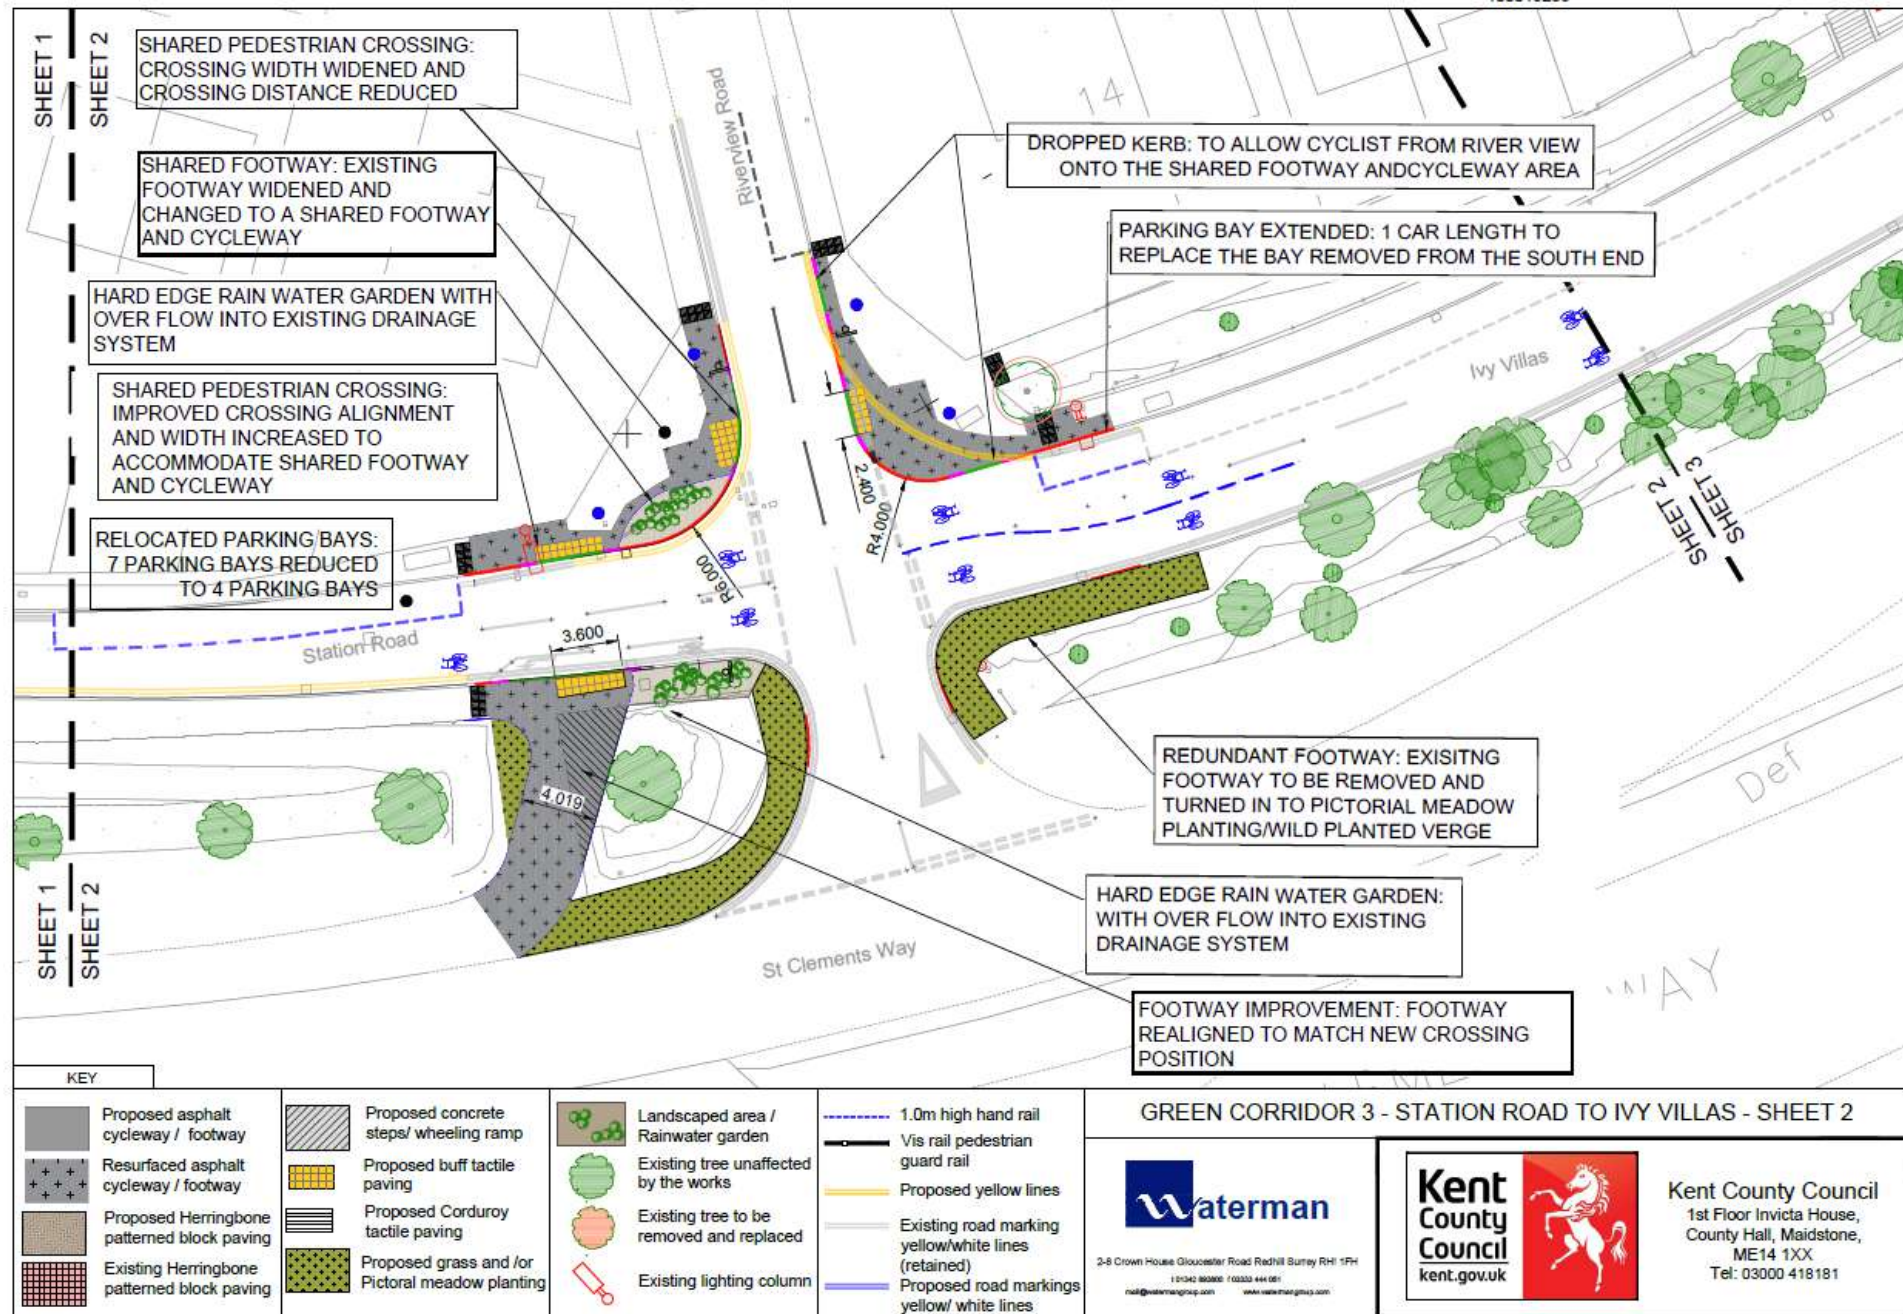 SHEET 1
SHEET 2
SHARED PEDESTRIAN CROSSING:
CROSSING WIDTH WIDENED AND
CROSSING DISTANCE REDUCED
SHARED FOOTWAY: EXISTING
FOOTWAY WIDENED AND
CHANGED TO A SHARED FOOTWAY
AND CYCLEWAY
HARD EDGE RAIN WATER GARDEN WITH
OVER FLOW INTO EXISTING DRAINAGE
SYSTEM
SHARED PEDESTRIAN CROSSING:
IMPROVED CROSSING ALIGNMENT
AND WIDTH INCREASED TO
ACCOMMODATE SHARED FOOTWAY
AND CYCLEWAY
RELOCATED PARKING BAYS:
7 PARKING BAYS REDUCED
TO 4 PARKING BAYS
Riverview Road
14
DROPPED KERB: TO ALLOW CYCLIST FROM RIVER VIEW
ONTO THE SHARED FOOTWAY ANDCYCLEWAY AREA
PARKING BAY EXTENDED: 1 CAR LENGTH TO
REPLACE THE BAY REMOVED FROM THE SOUTH END
Ivy Villas
2.400
R4.000
R6.000
3.600
Station Road
4.019
SHEET 2
SHEET 3
Def
REDUNDANT FOOTWAY: EXISITNG
FOOTWAY TO BE REMOVED AND
TURNED IN TO PICTORIAL MEADOW
PLANTING/WILD PLANTED VERGE
HARD EDGE RAIN WATER GARDEN:
WITH OVER FLOW INTO EXISTING
DRAINAGE SYSTEM
St Clements Way
WAY
FOOTWAY IMPROVEMENT: FOOTWAY
REALIGNED TO MATCH NEW CROSSING
POSITION
SHEET 1
SHEET 2
KEY
Proposed asphalt
cycleway / footway
Resurfaced asphalt
cycleway / footway
Proposed Herringbone
patterned block paving
Existing Herringbone
patterned block paving
Proposed concrete
steps/ wheeling ramp
Proposed buff tactile
paving
Proposed Corduroy
tactile paving
Proposed grass and /or
Pictoral meadow planting
Landscaped area /
Rainwater garden
Existing tree unaffected
by the works
Existing tree to be
removed and replaced
Existing lighting column
1.0m high hand rail
Vis rail pedestrian
guard rail
Proposed yellow lines
Existing road marking
yellow/white lines
(retained)
Proposed road markings
yellow/ white lines
GREEN CORRIDOR 3 - STATION ROAD TO IVY VILLAS - SHEET 2
Waterman
2-8 Crown House Gloucester Road Redhill Surrey RH1 1FH
Kent
County
Council
kent.gov.uk
Kent County Council
1st Floor Invicta House,
County Hall, Maidstone,
ME14 1XX
Tel: 03000 418181